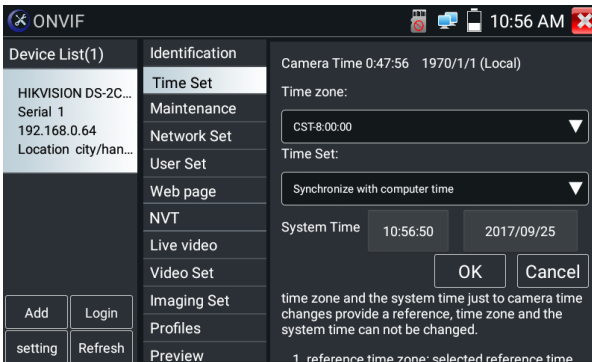 ONVIF
10:56 AM
Device List(1)
HIKVISION DS-2C...
Serial 1
192.168.0.64
Location city/han...
Add
Login
setting
Refresh
Identification
Time Set
Maintenance
Network Set
User Set
Web page
NVT
Live video
Video Set
Imaging Set
Profiles
Preview
Camera Time 0:47:56 1970/1/1 (Local)
Time zone:
CST-8:00:00
Time Set:
Synchronize with computer time
System Time
10:56:50
2017/09/25
OK
Cancel
time zone and the system time just to camera time
changes provide a reference, time zone and the
system time can not be changed.
1. reference time zone: selected reference time